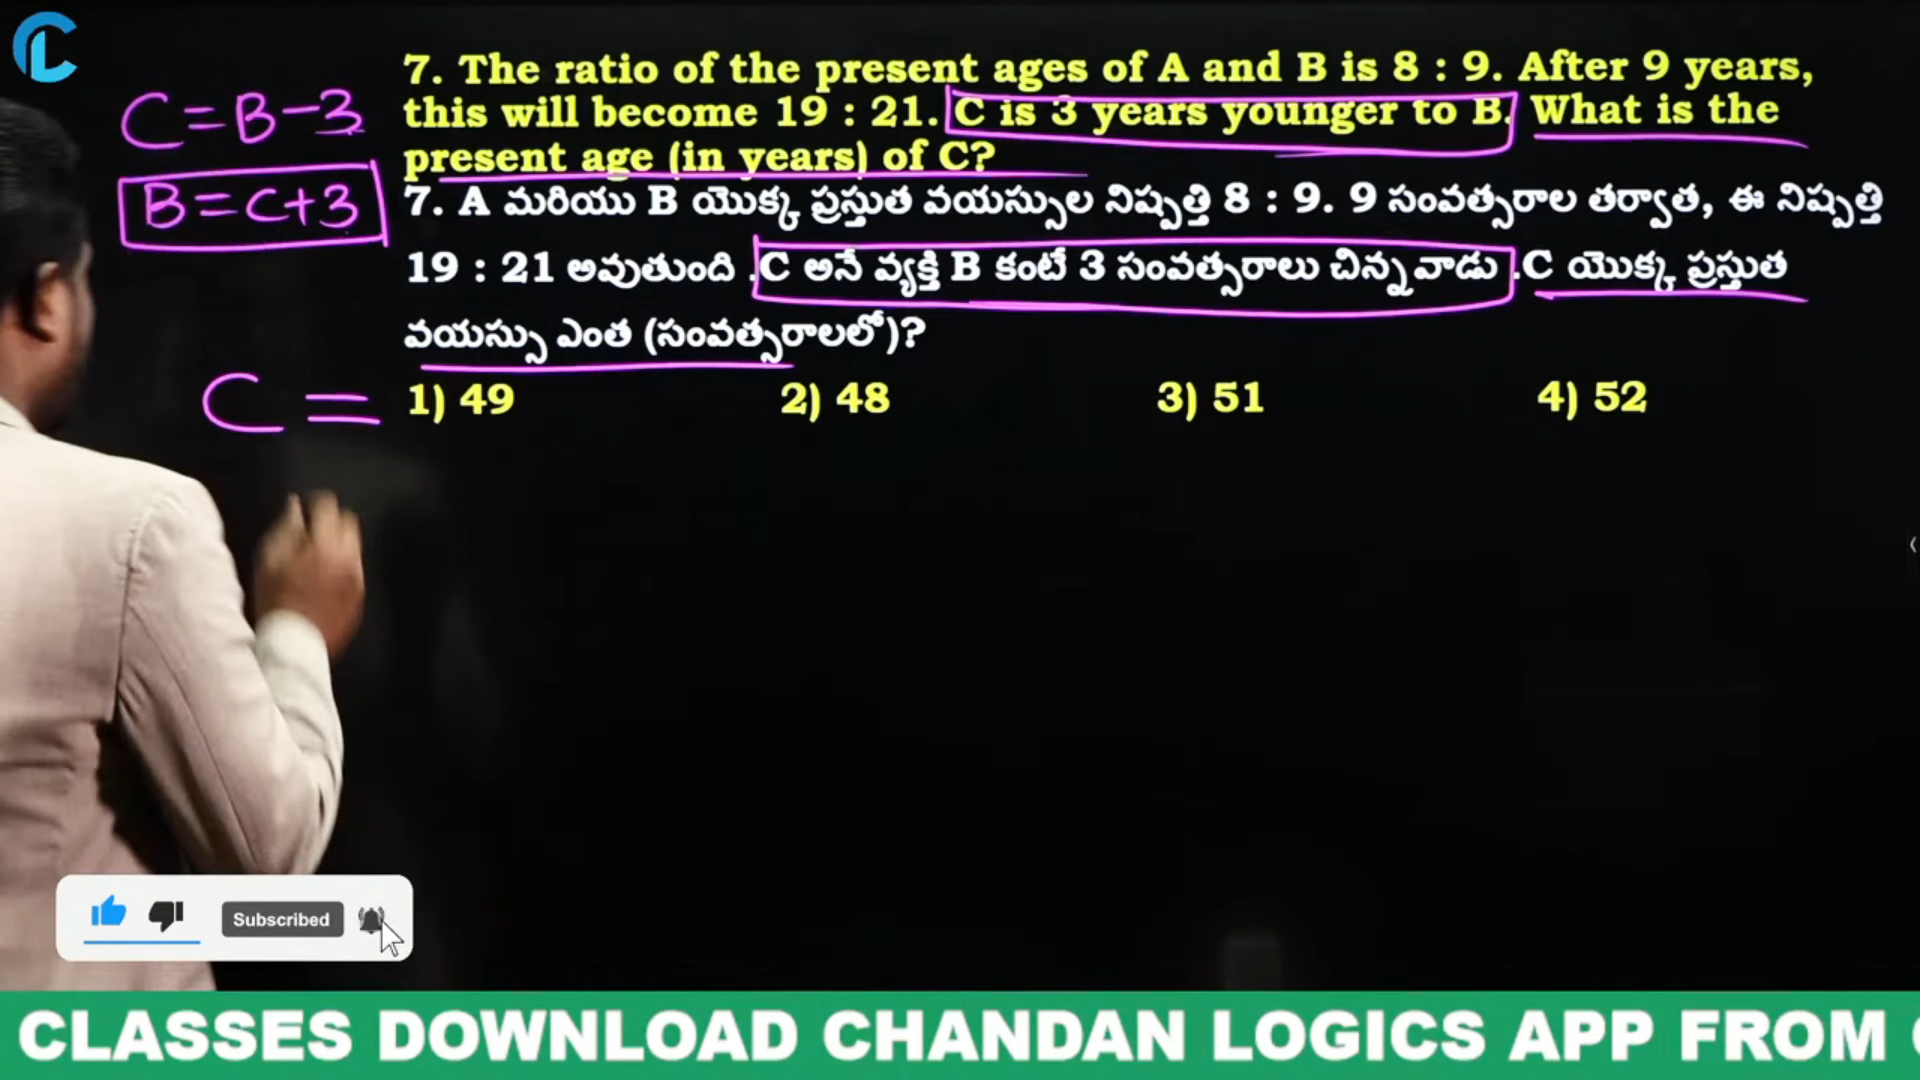 7. The ratio of the present ages of A and B is 8 : 9. After 9 years,
this will become 19 : 21. C is 3 years younger to B. What is the
present age (in years) of C?
C=B-3
B=C+3
7. A మరియు B యొక్క ప్రస్తుత వయస్సుల నిష్పత్తి 8 : 9. 9 సంవత్సరాల తర్వాత, ఈ నిష్పత్తి
19 : 21 అవుతుంది .C అనే వ్యక్తి B కంటే 3 సంవత్సరాలు చిన్నవాడు .C యొక్క ప్రస్తుత
వయస్సు ఎంత (సంవత్సరాలలో)?
C =
1) 49 2) 48 3) 51 4) 52
Subscribed
CLASSES DOWNLOAD CHANDAN LOGICS APP FROM